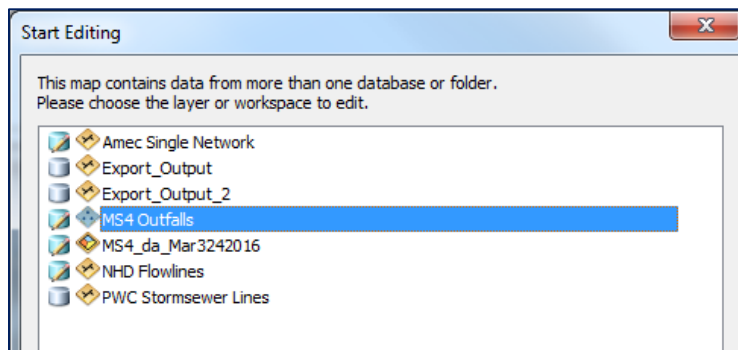 Start Editing
This map contains data from more than one database or folder.
Please choose the layer or workspace to edit.
Amec Single Network
Export_Output
Export_Output_2
MS4 Outfalls
MS4_da_Mar3242016
NHD Flowlines
PWC Stormsewer Lines